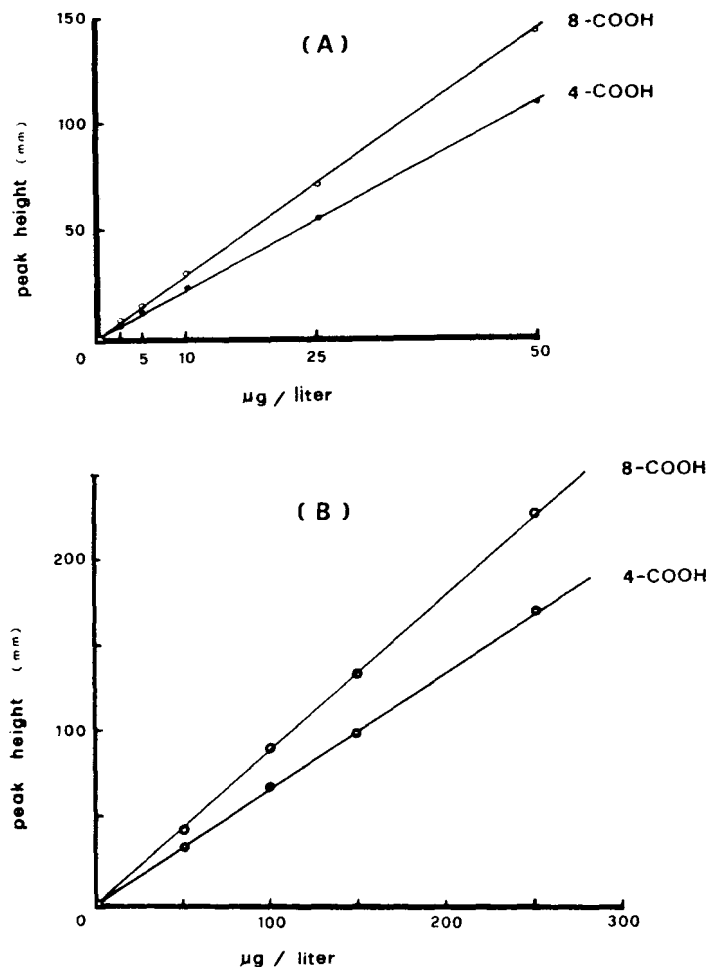 150
8-COOH
(A)
4-COOH
100
peak height (mm)
50
0
5
10
25
50
µg / liter
8-COOH
(B)
200
4-COOH
peak height (mm)
100
0
100
200
300
µg / liter